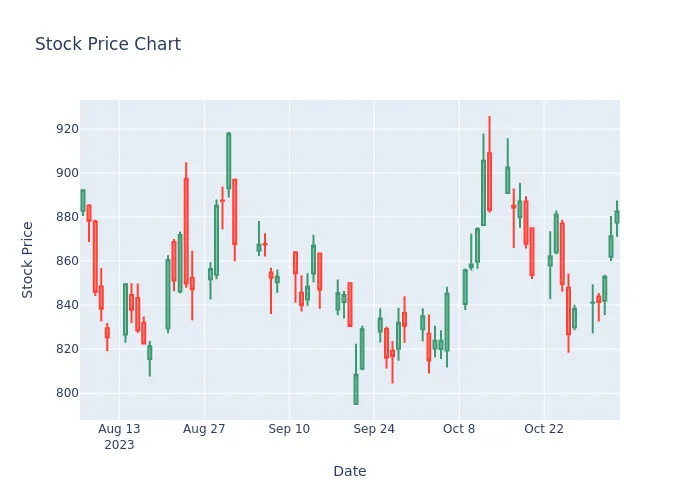 Stock Price Chart
Stock Price
920
900
880
860
840
820
800
Aug 13
2023
Aug 27
Sep 10
Sep 24
Oct 8
Oct 22
Date